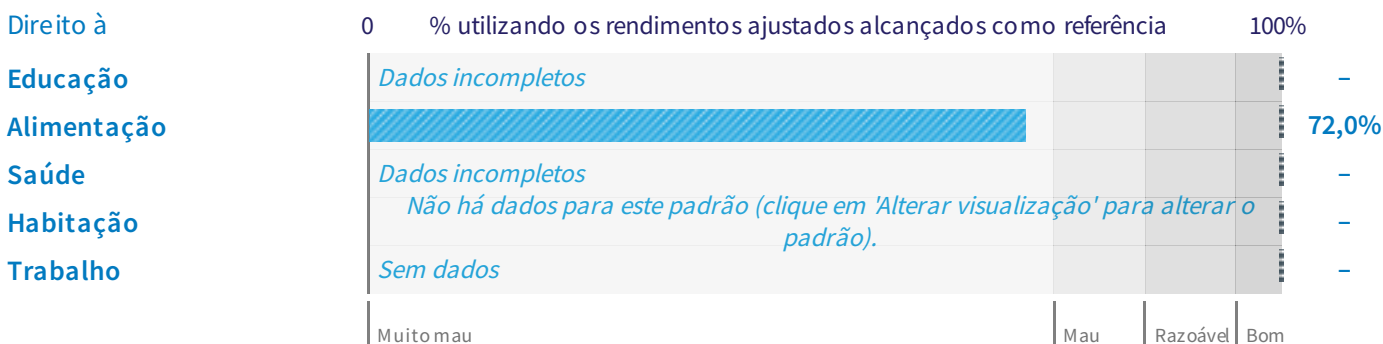 Direito à 0 % utilizando os rendimentos ajustados alcançados como referência 100%
Educação Dados incompletos –
Alimentação 72,0%
Saúde Dados incompletos –
Não há dados para este padrão (clique em 'Alterar visualização' para alterar o
Habitação –
padrão).
Trabalho Sem dados –
Muito mau Mau Razoável Bom